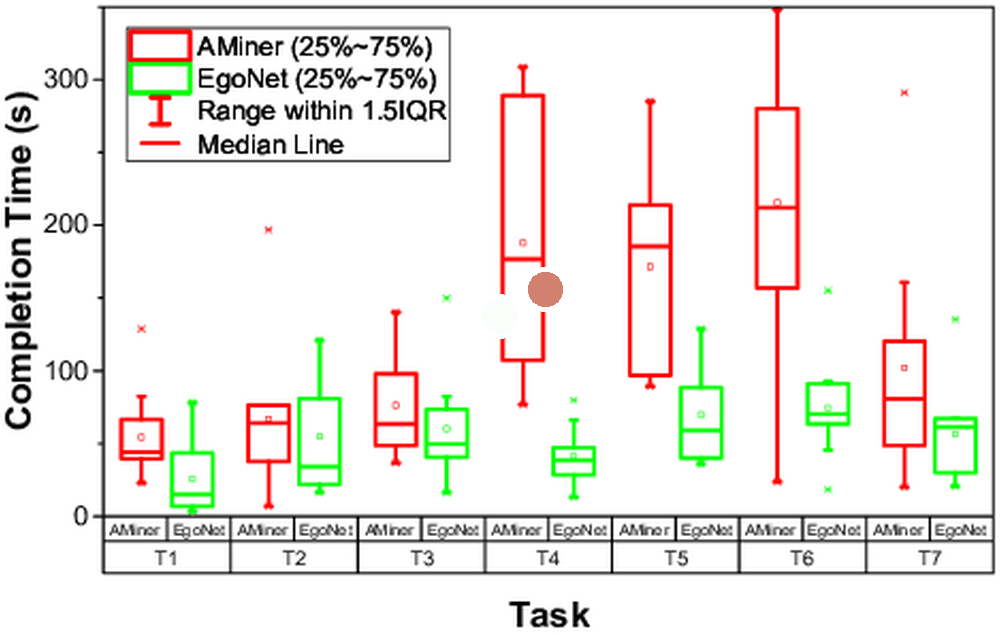 AMiner (25%~75%)
EgoNet (25%~75%)
Range within 1.5IQR
Median Line
Completion Time (s)
300
200
100
0
AMiner EgoNet AMiner EgoNet AMiner EgoNet AMiner EgoNet AMiner EgoNet AMiner EgoNet AMiner EgoNet
T1 T2 T3 T4 T5 T6 T7
Task